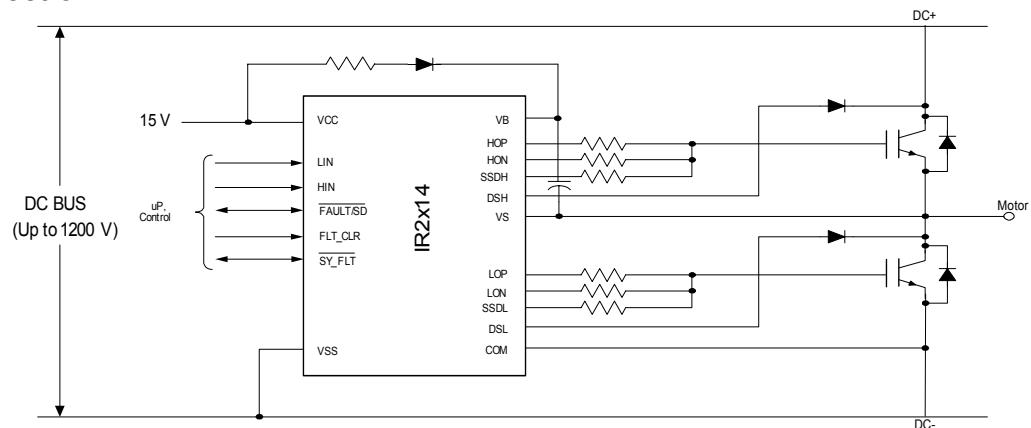 DC+
15 V
VCC
VB
HOP
LIN
HON
SSDH
HIN
DSH
uP,
Control
FAULT/SD
VS
Motor
DC BUS
(Up to 1200 V)
IR2x14
FLT_CLR
SY_FLT
LOP
LON
SSDL
DSL
VSS
COM
DC-